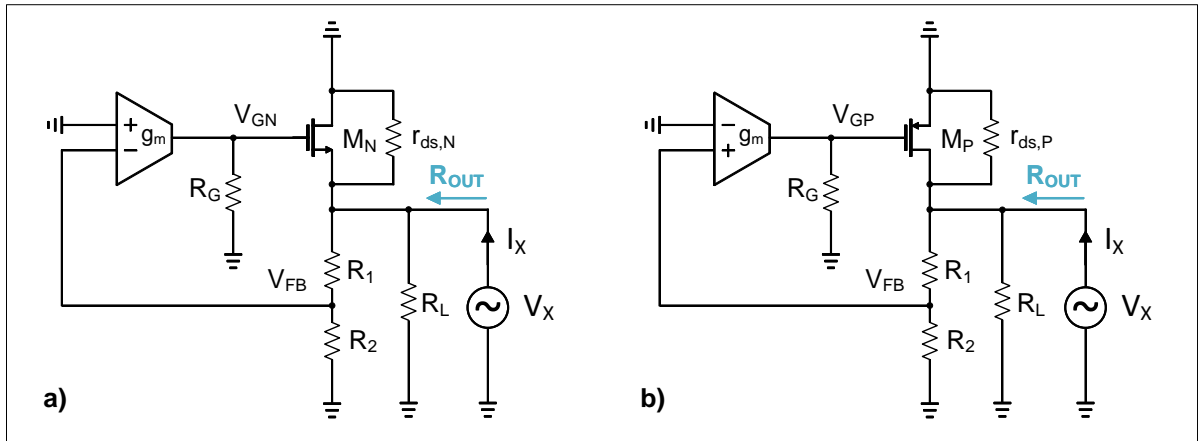 +
g_m
−
V_GN
M_N
r_ds,N
R_G
R_OUT
I_X
V_FB
R_1
R_L
V_X
R_2
a)
−
g_m
+
V_GP
M_P
r_ds,P
R_G
R_OUT
I_X
V_FB
R_1
R_L
V_X
R_2
b)